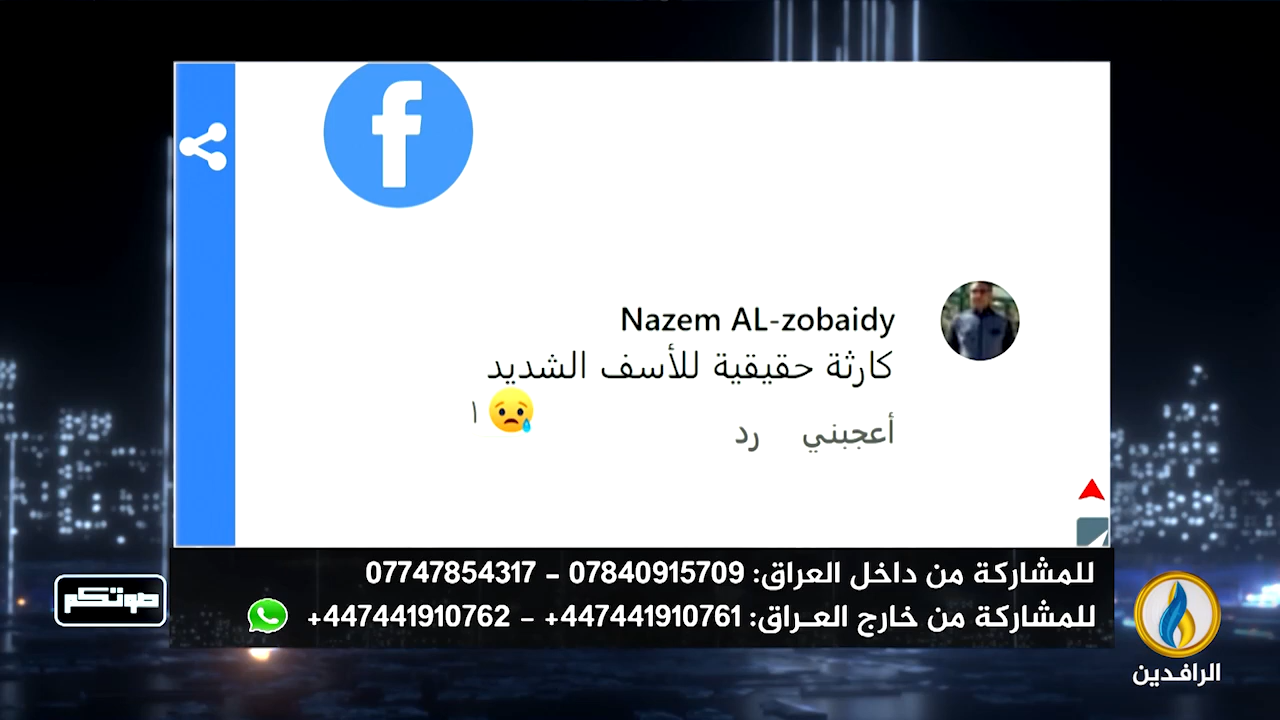 Nazem AL-zobaidy
كارثة حقيقية للأسف الشديد
أعجبني رد 😢 ١
للمشاركة من داخل العراق: 07840915709 - 07747854317
للمشاركة من خارج العـراق: 447441910761+ - 447441910762+
صوتكم
الرافـدين